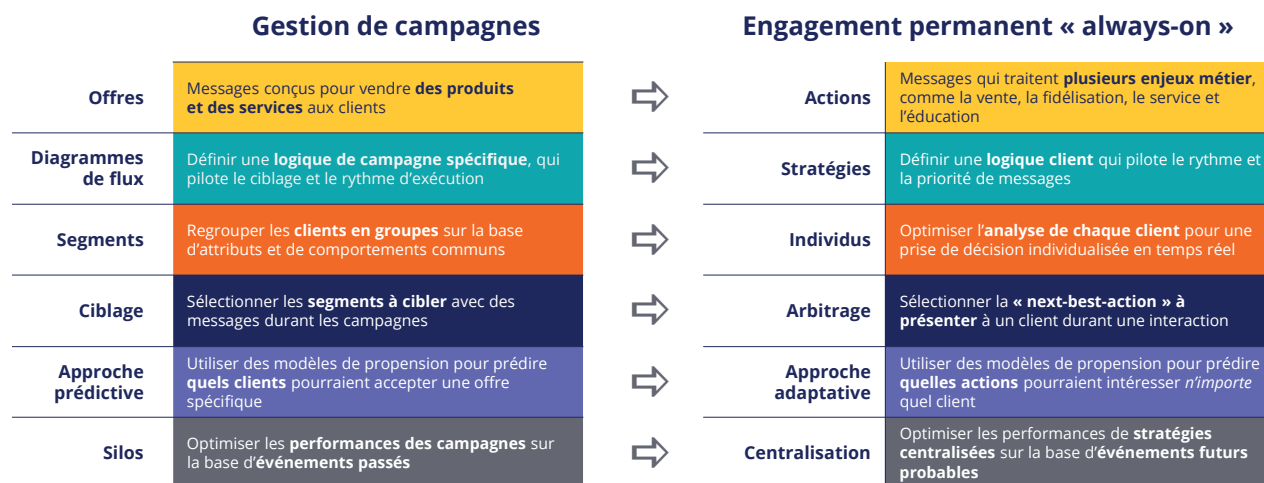 Gestion de campagnes
Engagement permanent « always-on »
Offres
Messages conçus pour vendre des produits
et des services aux clients
Actions
Messages qui traitent plusieurs enjeux métier,
comme la vente, la fidélisation, le service et
l'éducation
Diagrammes
de flux
Définir une logique de campagne spécifique, qui
pilote le ciblage et le rythme d'exécution
Stratégies
Définir une logique client qui pilote le rythme et
la priorité de messages
Segments
Regrouper les clients en groupes sur la base
d'attributs et de comportements communs
Individus
Optimiser l'analyse de chaque client pour une
prise de décision individualisée en temps réel
Ciblage
Sélectionner les segments à cibler avec des
messages durant les campagnes
Arbitrage
Sélectionner la « next-best-action » à
présenter à un client durant une interaction
Approche
prédictive
Utiliser des modèles de propension pour prédire
quels clients pourraient accepter une offre
spécifique
Approche
adaptative
Utiliser des modèles de propension pour prédire
quelles actions pourraient intéresser n'importe
quel client
Silos
Optimiser les performances des campagnes sur
la base d'événements passés
Centralisation
Optimiser les performances de stratégies
centralisées sur la base d'événements futurs
probables